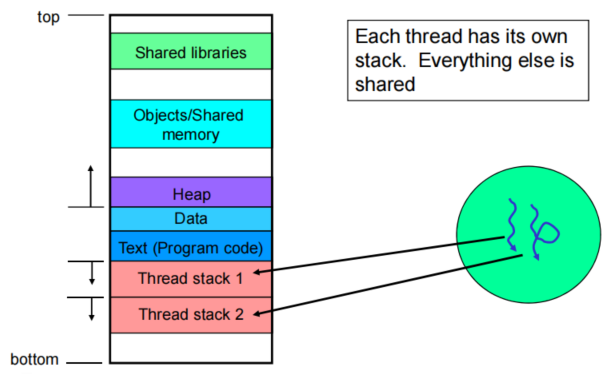 top
Shared libraries
Objects/Shared
memory
Heap
Data
Text (Program code)
Thread stack 1
Thread stack 2
bottom
Each thread has its own
stack.  Everything else is
shared